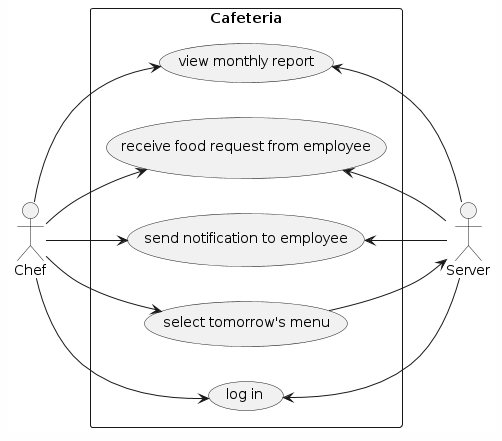 Cafeteria
view monthly report
receive food request from employee
send notification to employee
Chef
Server
select tomorrow's menu
log in